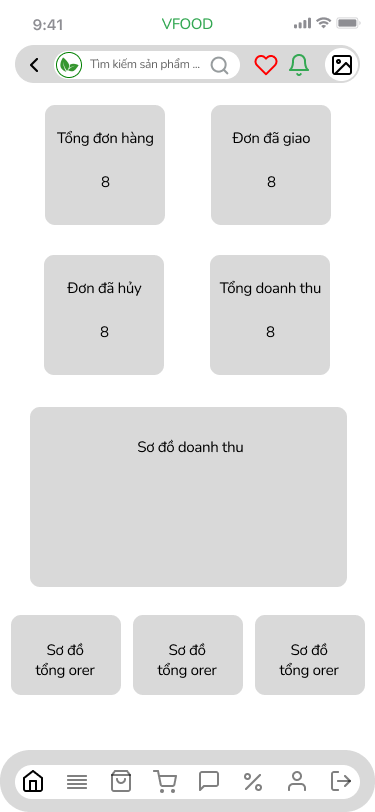 9:41
VFOOD
Tìm kiếm sản phẩm ...
Tổng đơn hàng
8
Đơn đã giao
8
Đơn đã hủy
8
Tổng doanh thu
8
Sơ đồ doanh thu
Sơ đồ
tổng orer
Sơ đồ
tổng orer
Sơ đồ
tổng orer